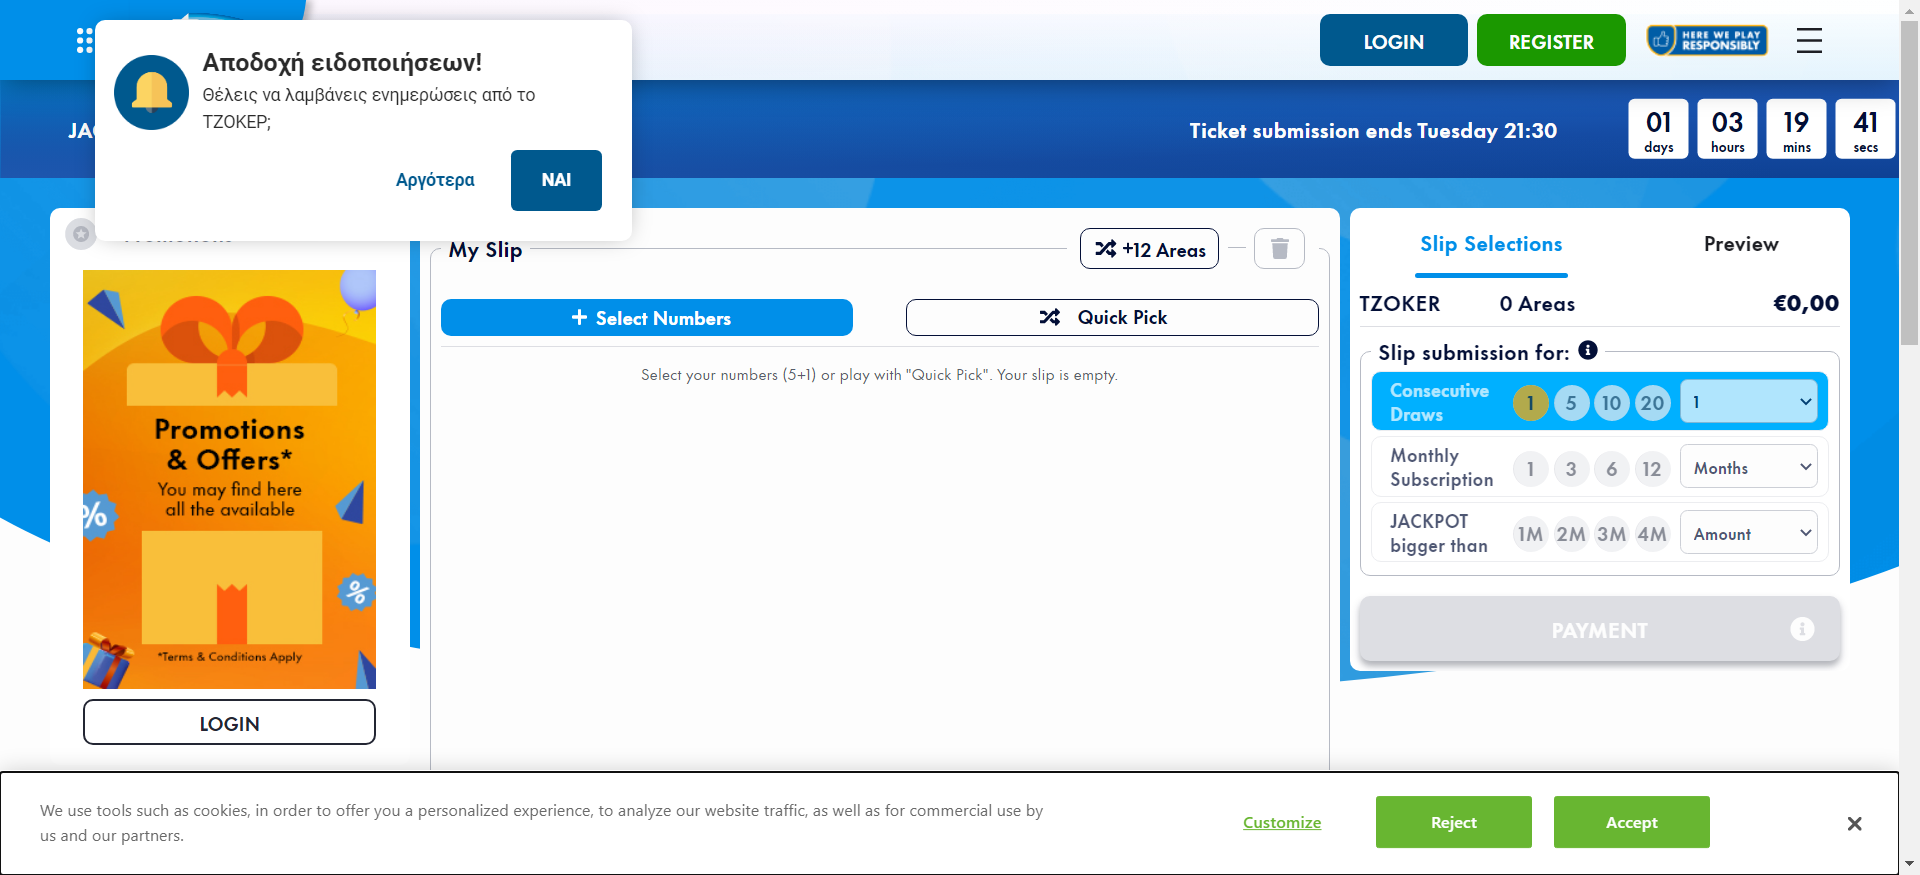 LOGIN
REGISTER
HERE WE PLAY
RESPONSIBLY
Αποδοχή ειδοποιήσεων!
Θέλεις να λαμβάνεις ενημερώσεις από το
ΤΖΟΚΕΡ;
Αργότερα
ΝΑΙ
Ticket submission ends Tuesday 21:30
01
days
03
hours
19
mins
41
secs
My Slip
+12 Areas
Select Numbers
Quick Pick
Select your numbers (5+1) or play with "Quick Pick". Your slip is empty.
Promotions
& Offers*
You may find here
all the available
%
%
*Terms & Conditions Apply
LOGIN
Slip Selections
Preview
TZOKER
0 Areas
€0,00
Slip submission for:
Consecutive
Draws
1
5
10
20
1
Monthly
Subscription
1
3
6
12
Months
JACKPOT
bigger than
1M
2M
3M
4M
Amount
PAYMENT
We use tools such as cookies, in order to offer you a personalized experience, to analyze our website traffic, as well as for commercial use by
us and our partners.
Customize
Reject
Accept